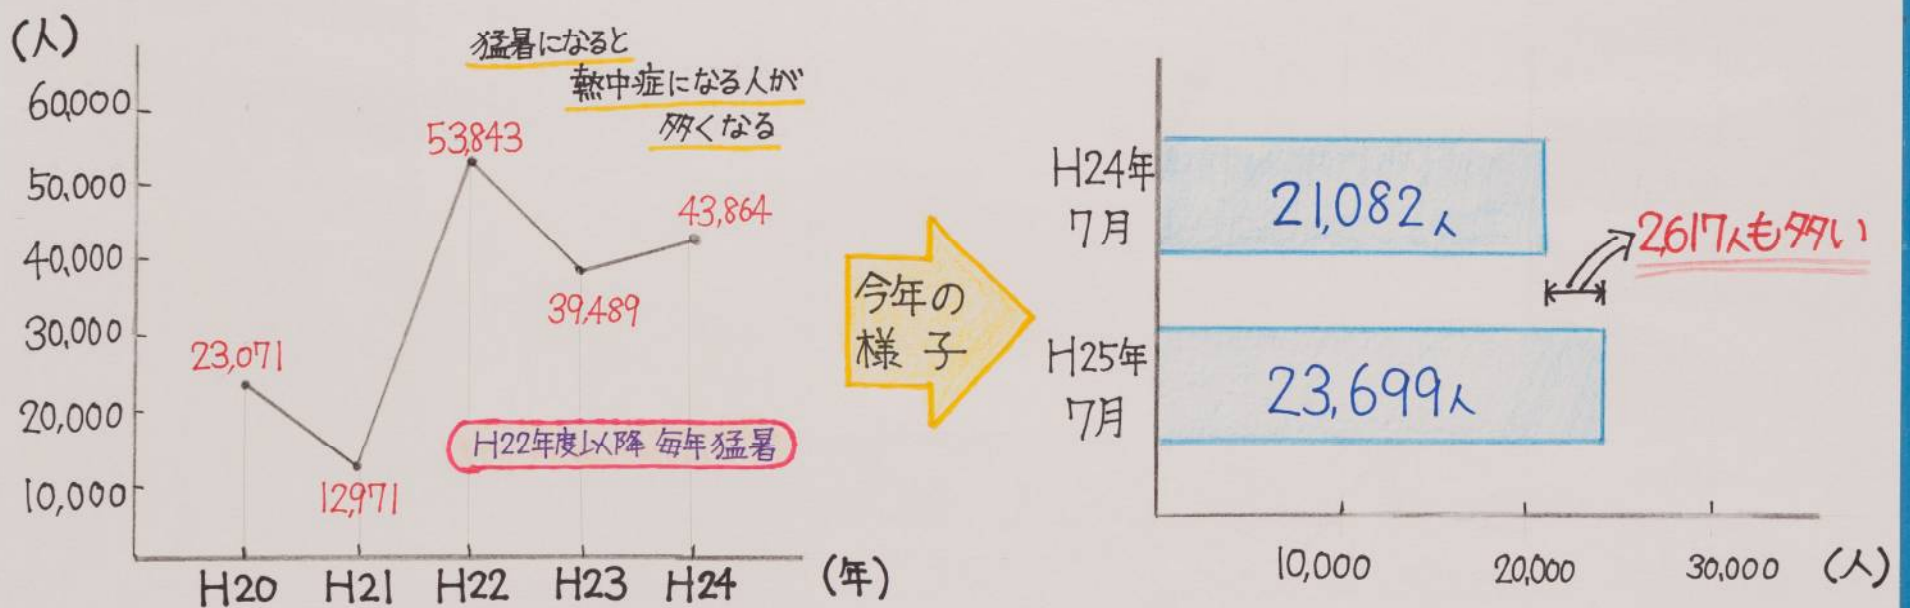 (人)
猛暑になると
熱中症になる人が
多くなる
60,000
50,000
40,000
30,000
20,000
10,000
23,071
12,971
53,843
39,489
43,864
H22年度以降 毎年猛暑
H20 H21 H22 H23 H24 (年)
今年の
様子
H24年
7月
21,082人
2,617人も多い
H25年
7月
23,699人
10,000 20,000 30,000 (人)